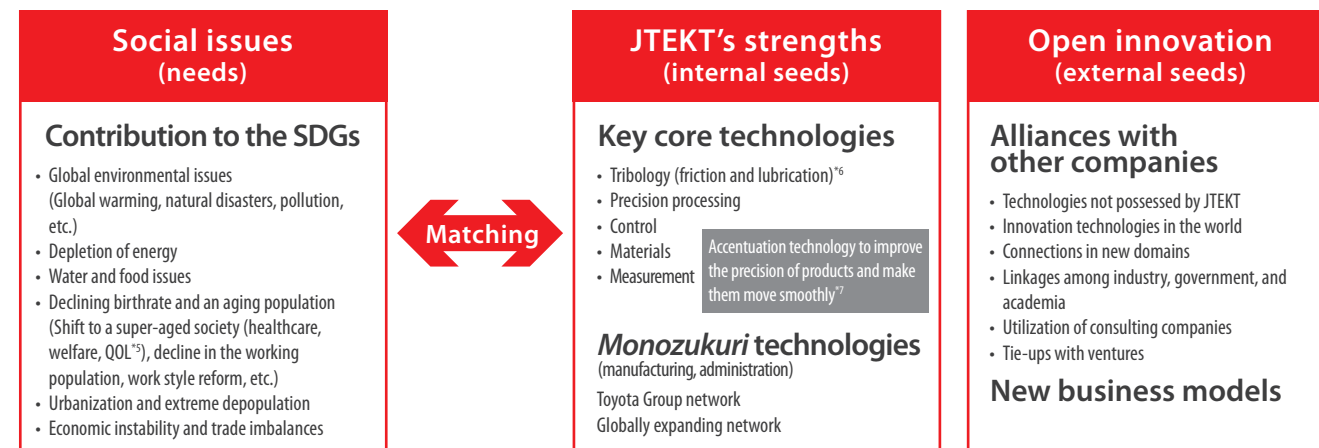 Social issues
(needs)
Contribution to the SDGs
• Global environmental issues
(Global warming, natural disasters, pollution,
etc.)
• Depletion of energy
• Water and food issues
• Declining birthrate and an aging population
(Shift to a super-aged society (healthcare,
welfare, QOL*5), decline in the working
population, work style reform, etc.)
• Urbanization and extreme depopulation
• Economic instability and trade imbalances
Matching
JTEKT's strengths
(internal seeds)
Key core technologies
• Tribology (friction and lubrication)*6
• Precision processing
• Control
• Materials
• Measurement
Accentuation technology to improve
the precision of products and make
them move smoothly*7
Monozukuri technologies
(manufacturing, administration)
Toyota Group network
Globally expanding network
Open innovation
(external seeds)
Alliances with
other companies
• Technologies not possessed by JTEKT
• Innovation technologies in the world
• Connections in new domains
• Linkages among industry, government, and
academia
• Utilization of consulting companies
• Tie-ups with ventures
New business models